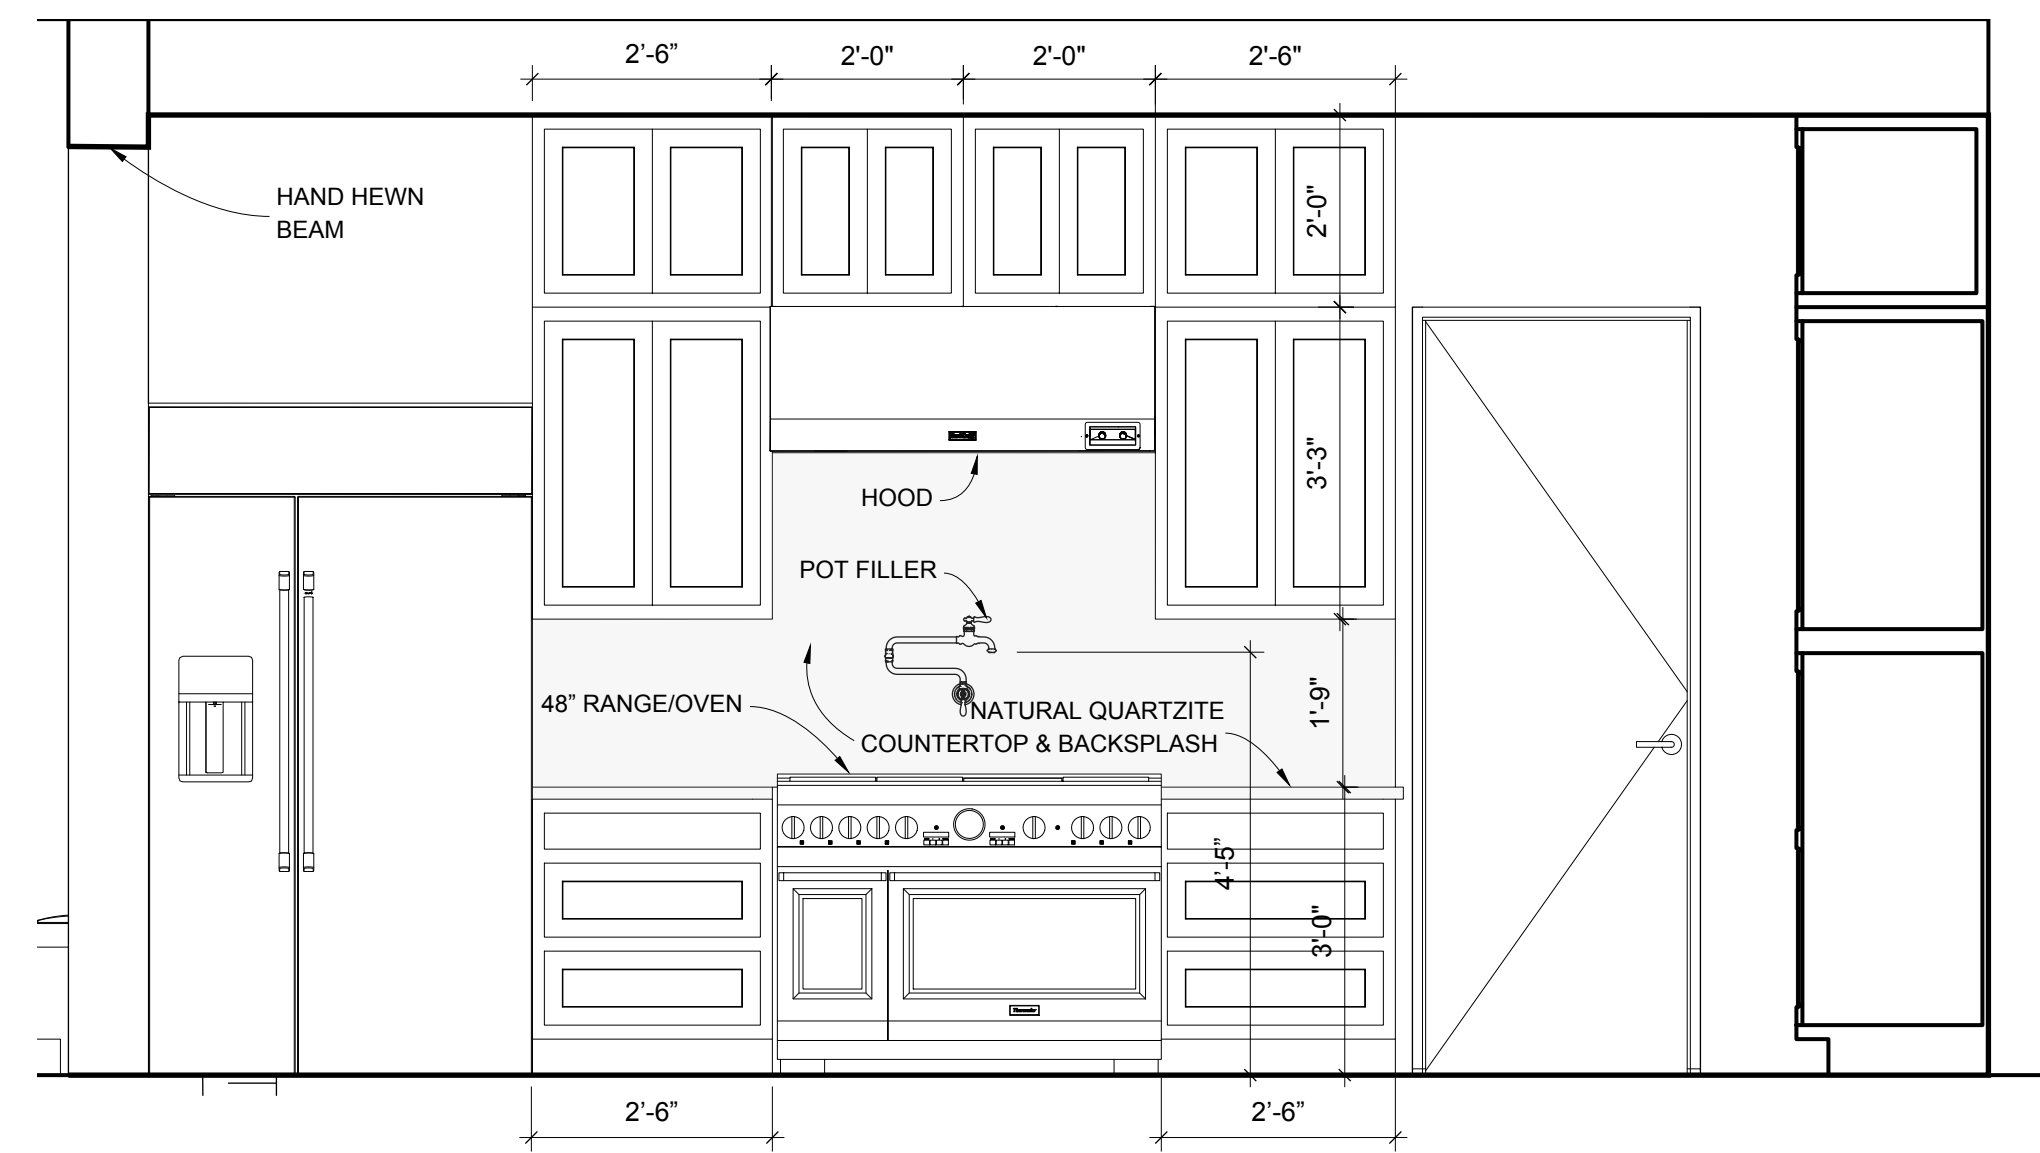 2’-6”
2'-0"
2'-0"
2'-6"
HAND HEWN
BEAM
2'-0"
3'-3"
HOOD
POT FILLER
48” RANGE/OVEN
NATURAL QUARTZITE
COUNTERTOP & BACKSPLASH
1'-9"
4'-5”
3'-0"
Thermador
2’-6”
2’-6”